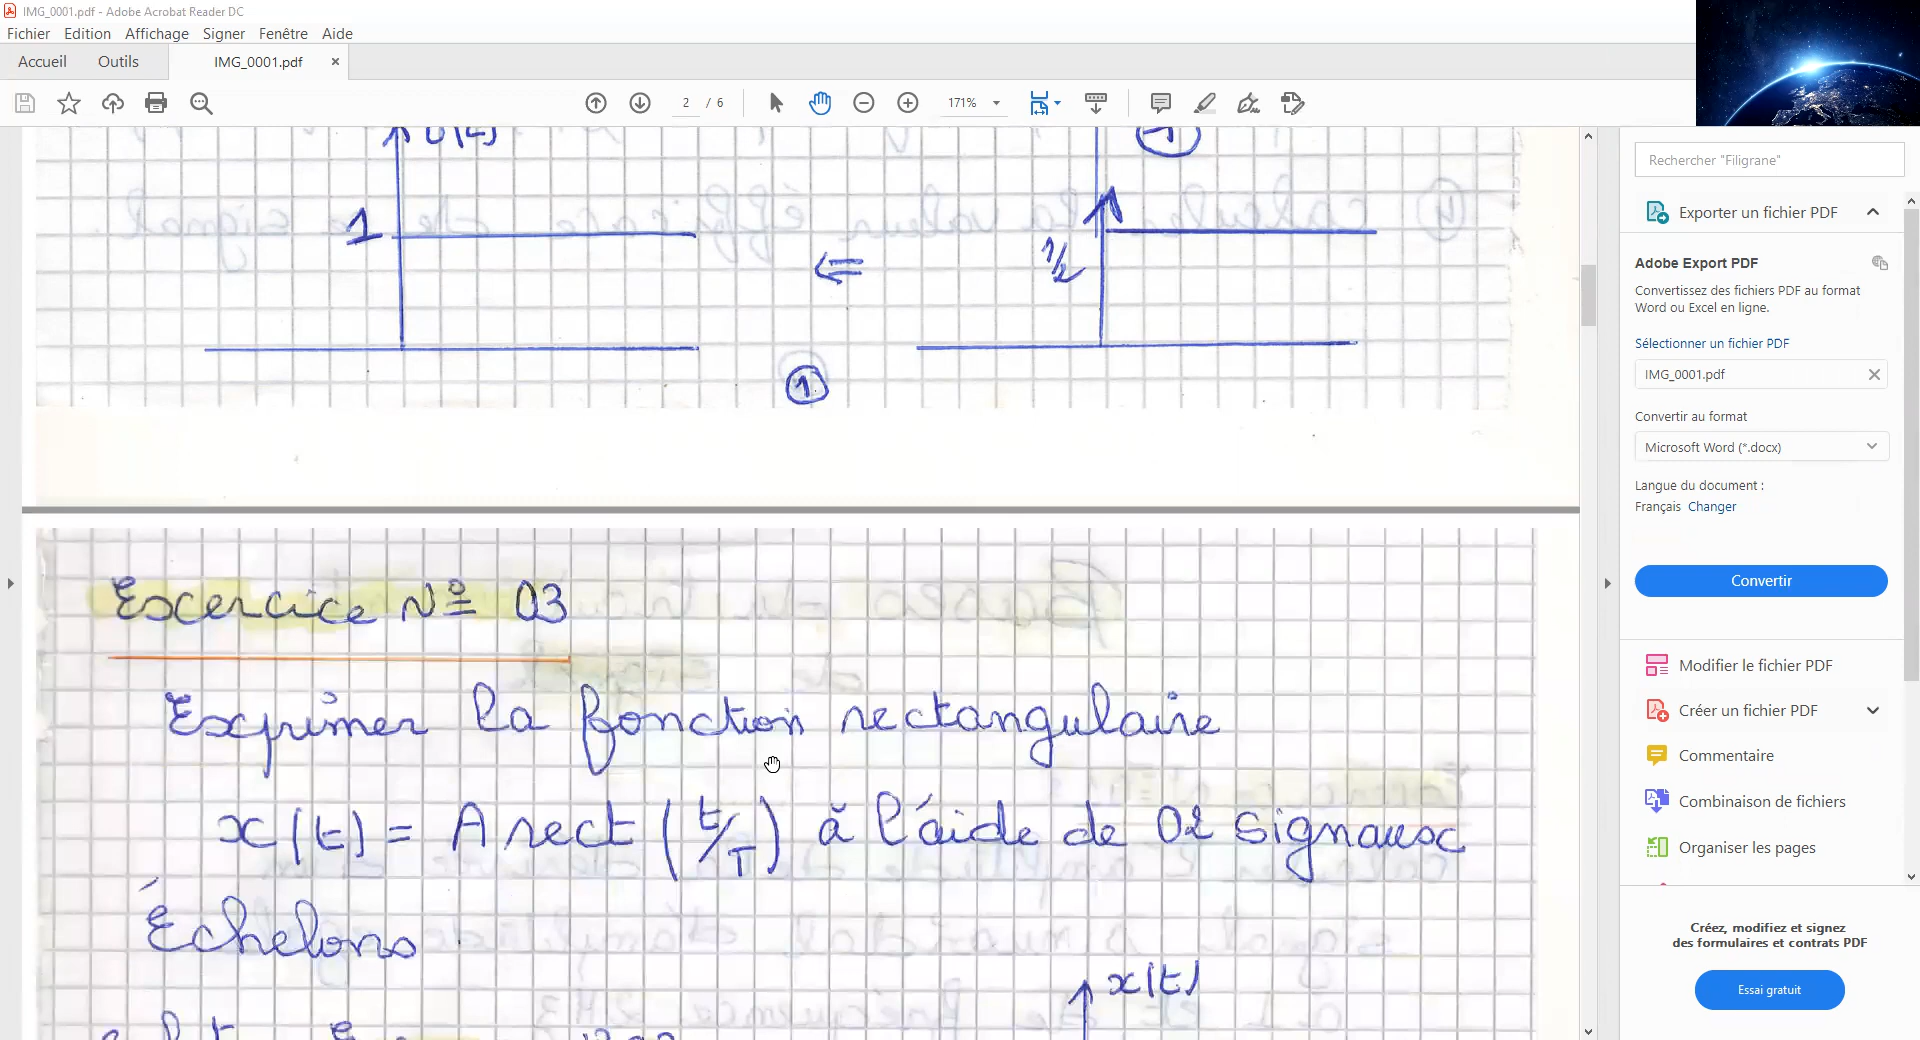 IMG_0001.pdf - Adobe Acrobat Reader DC
Fichier Edition Affichage Signer Fenêtre Aide
Accueil Outils IMG_0001.pdf ×
2 / 6 171%
U(t)
1
1/2
⇐
1
Excercice N° 03
Exprimer la fonction rectangulaire
x(t) = A rect (t/T) à l'aide de 02 signaux
Échelons
x(t)
Rechercher "Filigrane"
Exporter un fichier PDF
Adobe Export PDF
Convertissez des fichiers PDF au format
Word ou Excel en ligne.
Sélectionner un fichier PDF
IMG_0001.pdf
Convertir au format
Microsoft Word (*.docx)
Langue du document :
Français Changer
Convertir
Modifier le fichier PDF
Créer un fichier PDF
Commentaire
Combinaison de fichiers
Organiser les pages
Créez, modifiez et signez
des formulaires et contrats PDF
Essai gratuit